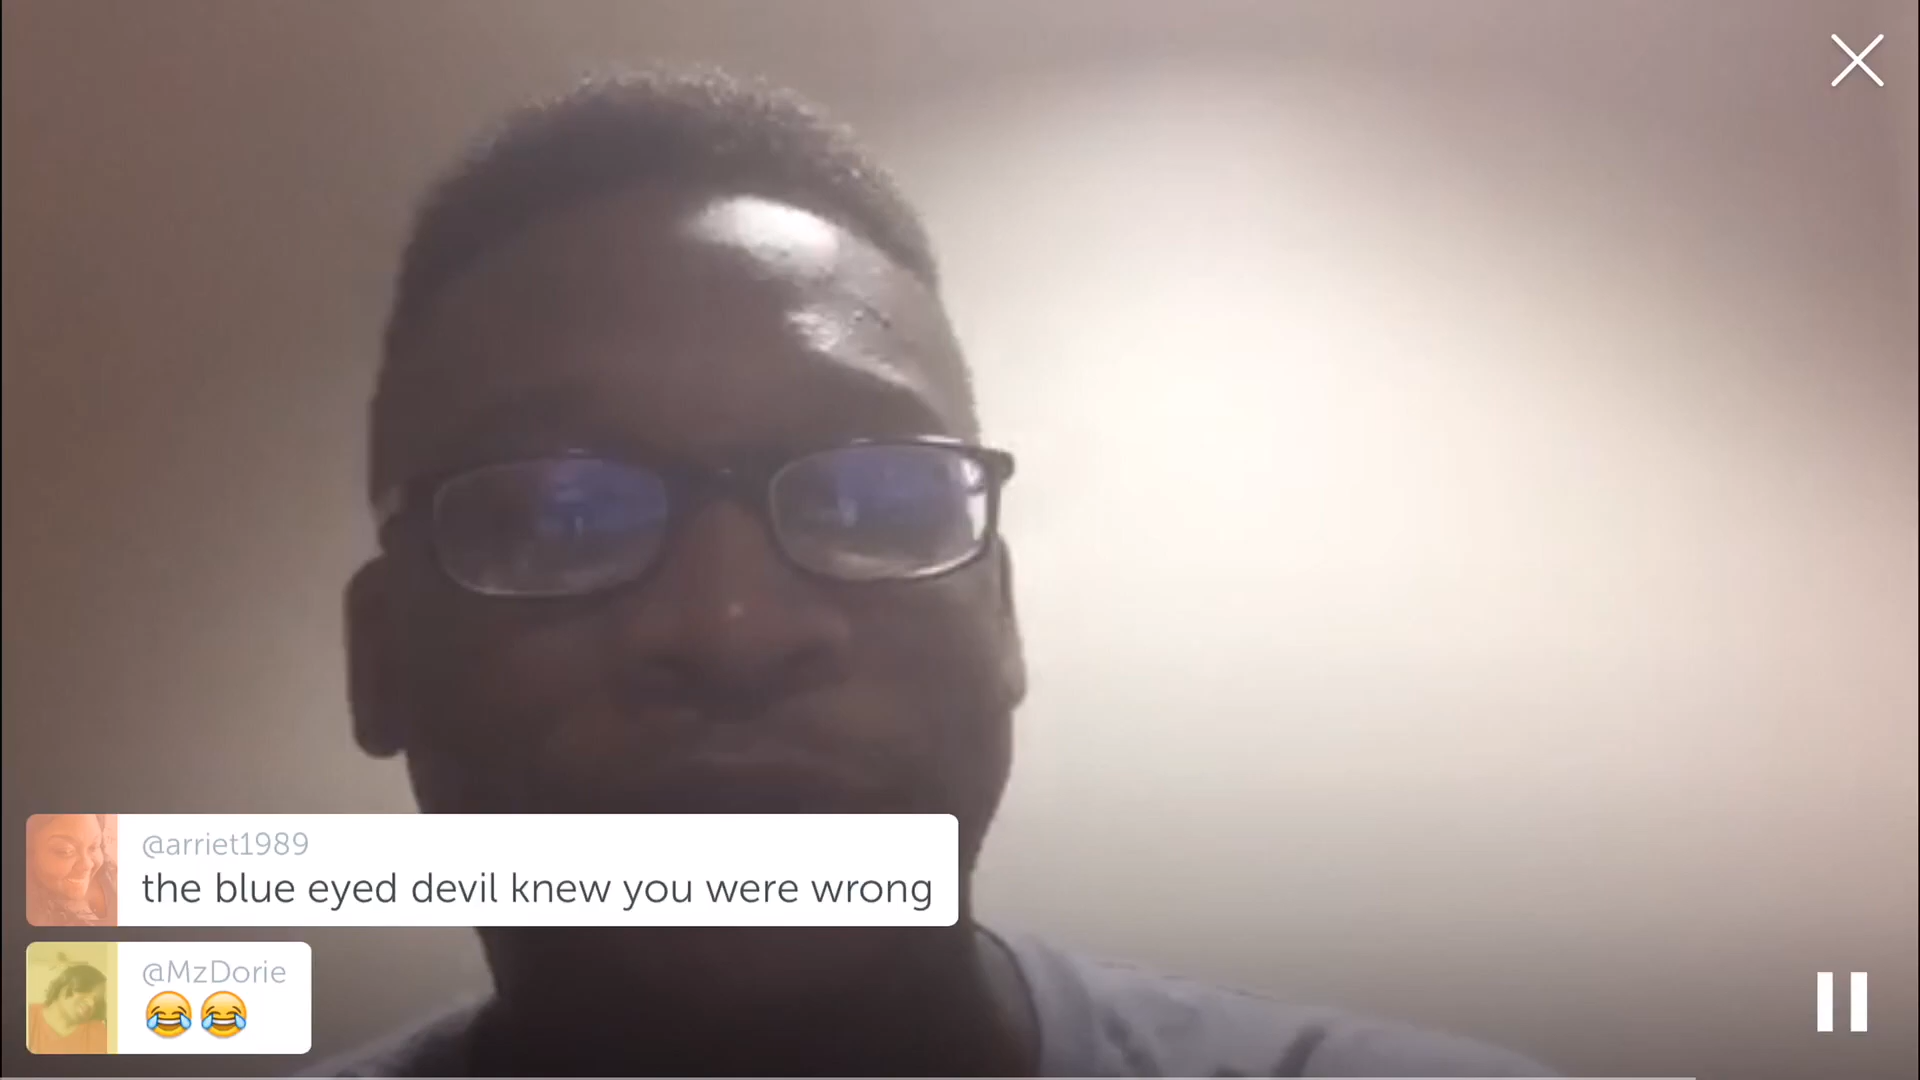 @arriet1989
the blue eyed devil knew you were wrong
@MzDorie
😂😂